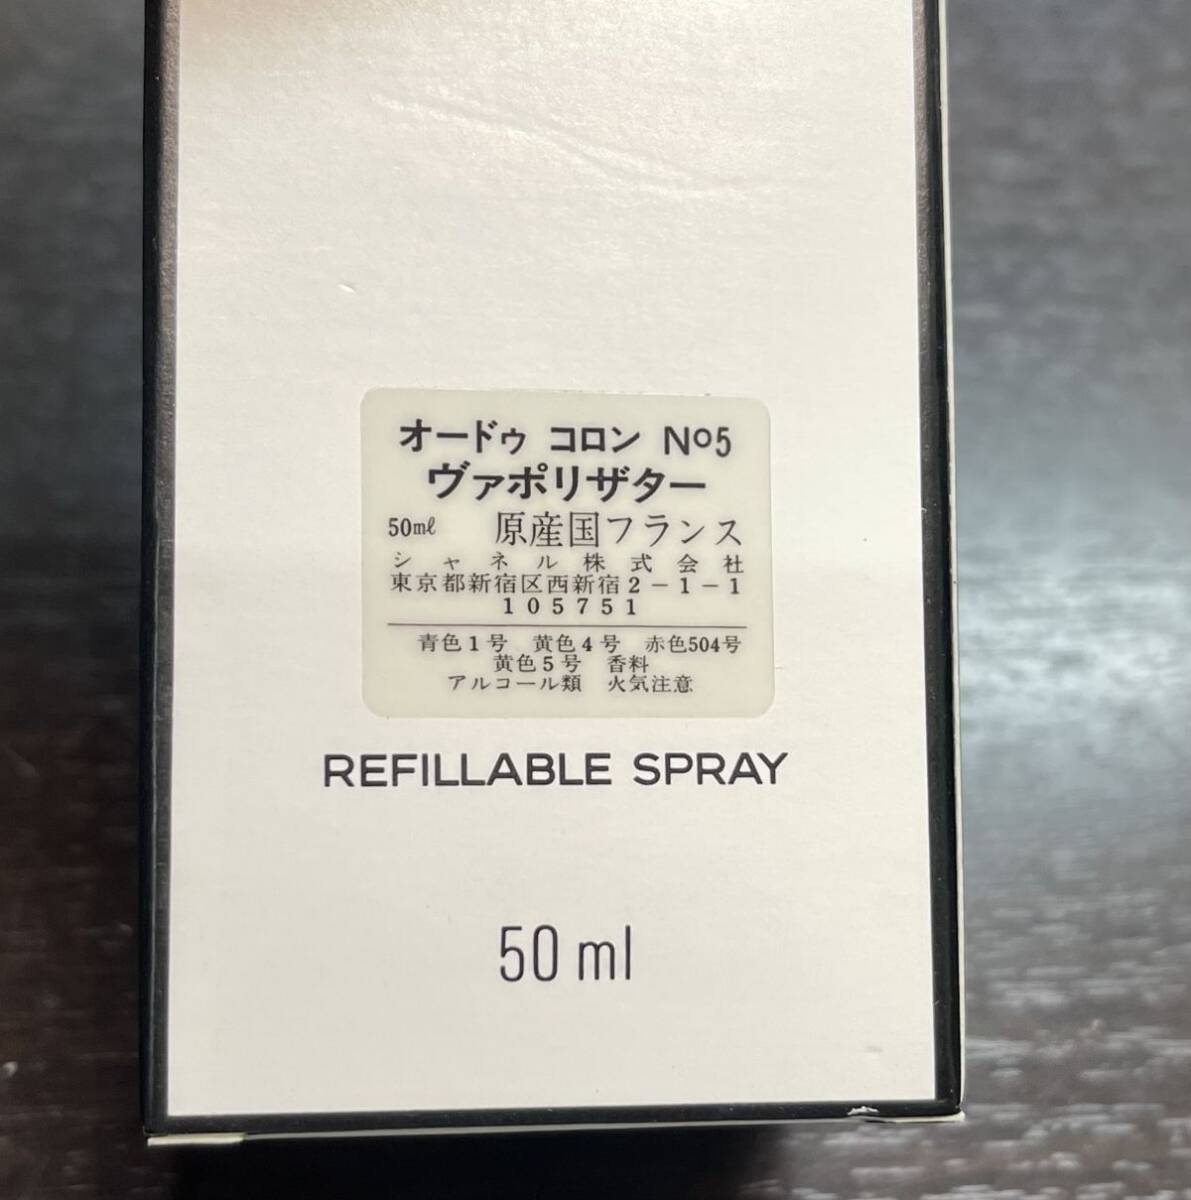 オードゥ コロン Nº5
ヴァポリザター
50mℓ 原産国フランス
シャネル株式会社
東京都新宿区西新宿2-1-1
105751
青色1号 黄色4号 赤色504号
黄色5号 香料
アルコール類 火気注意
REFILLABLE SPRAY
50 ml